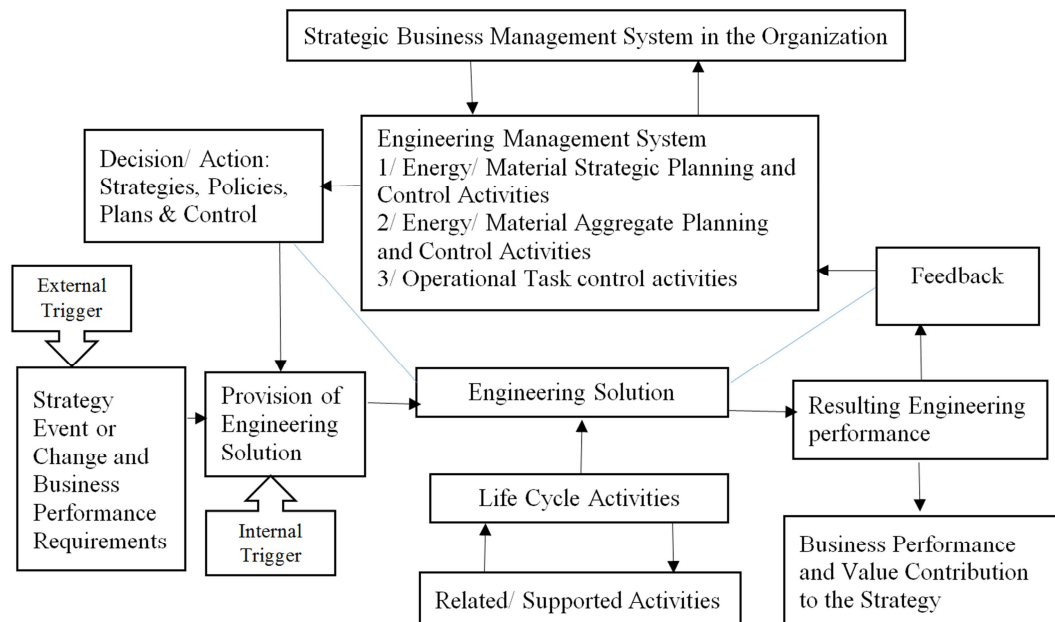 Strategic Business Management System in the Organization
Engineering Management System
1/ Energy/ Material Strategic Planning and
Control Activities
2/ Energy/ Material Aggregate Planning
and Control Activities
3/ Operational Task control activities
Decision/ Action:
Strategies, Policies,
Plans & Control
Feedback
External
Trigger
Strategy
Event or
Change and
Business
Performance
Requirements
Provision of
Engineering
Solution
Internal
Trigger
Engineering Solution
Life Cycle Activities
Related/ Supported Activities
Resulting Engineering
performance
Business Performance
and Value Contribution
to the Strategy